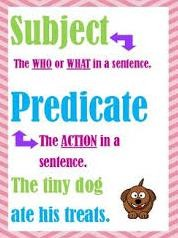 Subject
The WHO or WHAT in a sentence.
Predicate
The ACTION in a
sentence.
The tiny dog
ate his treats.